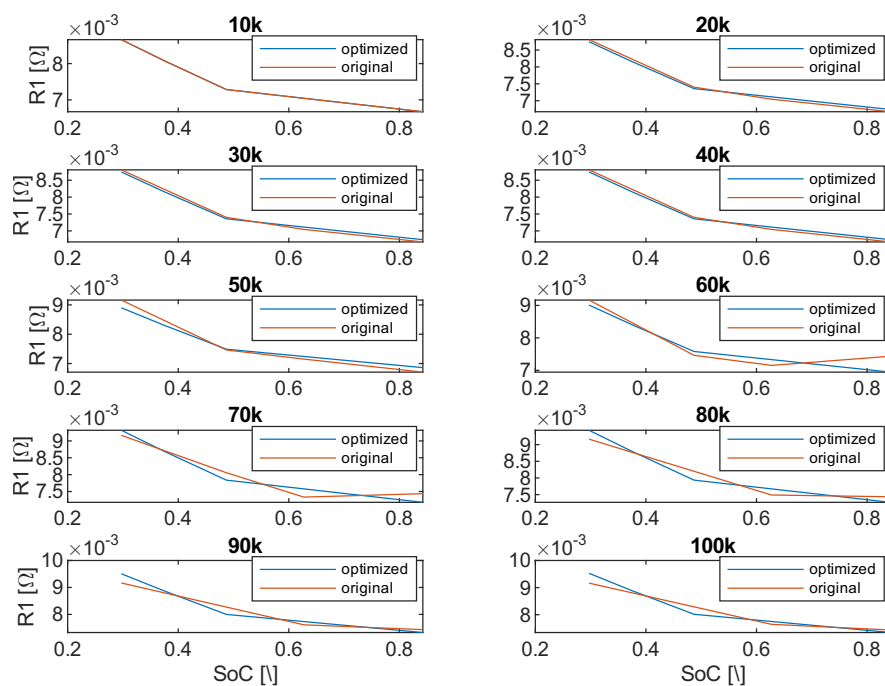 ×10⁻³
10k
R1 [Ω]
8
7
0.2
0.4
0.6
0.8
optimized
original
×10⁻³
20k
8.5
8
7.5
7
0.2
0.4
0.6
0.8
optimized
original
×10⁻³
30k
R1 [Ω]
8.5
8
7.5
7
0.2
0.4
0.6
0.8
optimized
original
×10⁻³
40k
8.5
8
7.5
7
0.2
0.4
0.6
0.8
optimized
original
×10⁻³
50k
R1 [Ω]
9
8
7
0.2
0.4
0.6
0.8
optimized
original
×10⁻³
60k
9
8
7
0.2
0.4
0.6
0.8
optimized
original
×10⁻³
70k
R1 [Ω]
9
8.5
8
7.5
0.2
0.4
0.6
0.8
optimized
original
×10⁻³
80k
9
8.5
8
7.5
0.2
0.4
0.6
0.8
optimized
original
×10⁻³
90k
R1 [Ω]
10
9
8
0.2
0.4
0.6
0.8
SoC [\]
optimized
original
×10⁻³
100k
10
9
8
0.2
0.4
0.6
0.8
SoC [\]
optimized
original